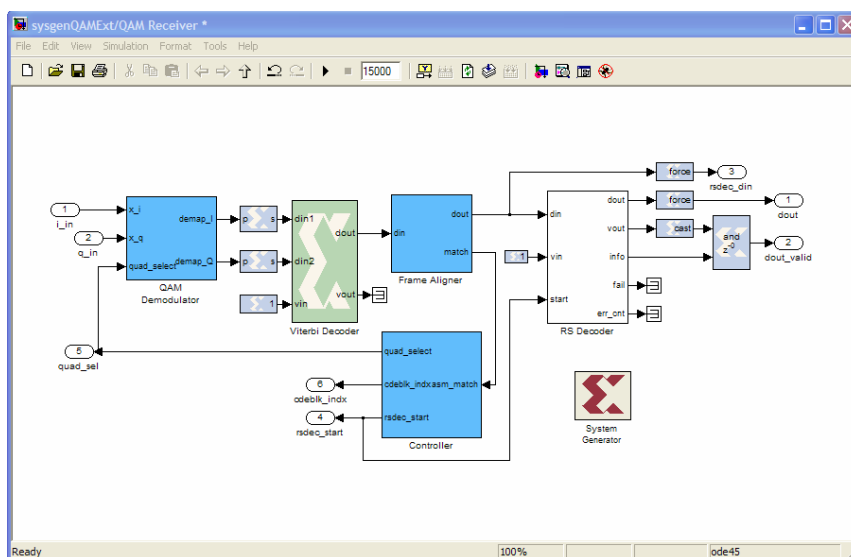 sysgenQAMExt/QAM Receiver *
File Edit View Simulation Format Tools Help
15000
1
i_in
2
q_in
x_i
x_q
quad_select
demap_I
demap_Q
QAM
Demodulator
p s
p s
1
din1
din2
vin
dout
vout
Viterbi Decoder
din
dout
match
Frame Aligner
1
din
vin
start
dout
vout
info
fail
err_cnt
RS Decoder
force
force
cast
and
z-0
3
rsdec_din
1
dout
2
dout_valid
5
quad_sel
6
cdeblk_indx
4
rsdec_start
quad_select
cdeblk_indx
asm_match
rsdec_start
Controller
System
Generator
Ready 100% ode45